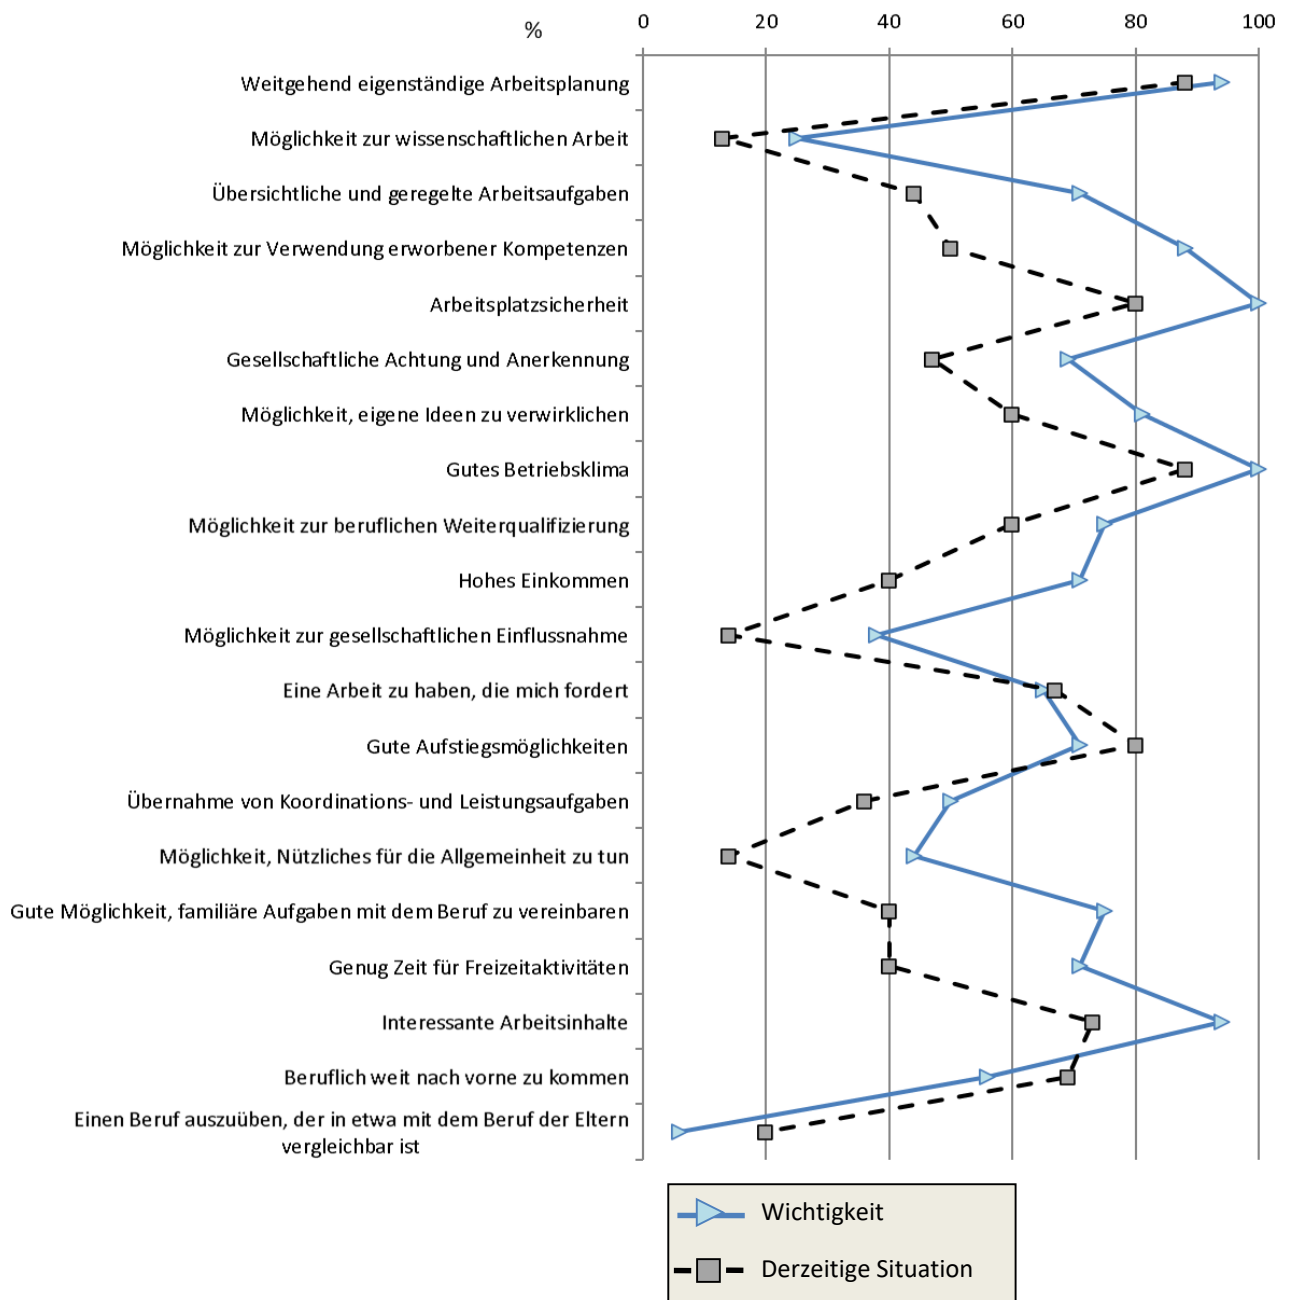 %
0 20 40 60 80 100
Weitgehend eigenständige Arbeitsplanung
Möglichkeit zur wissenschaftlichen Arbeit
Übersichtliche und geregelte Arbeitsaufgaben
Möglichkeit zur Verwendung erworbener Kompetenzen
Arbeitsplatzsicherheit
Gesellschaftliche Achtung und Anerkennung
Möglichkeit, eigene Ideen zu verwirklichen
Gutes Betriebsklima
Möglichkeit zur beruflichen Weiterqualifizierung
Hohes Einkommen
Möglichkeit zur gesellschaftlichen Einflussnahme
Eine Arbeit zu haben, die mich fordert
Gute Aufstiegsmöglichkeiten
Übernahme von Koordinations- und Leistungsaufgaben
Möglichkeit, Nützliches für die Allgemeinheit zu tun
Gute Möglichkeit, familiäre Aufgaben mit dem Beruf zu vereinbaren
Genug Zeit für Freizeitaktivitäten
Interessante Arbeitsinhalte
Beruflich weit nach vorne zu kommen
Einen Beruf auszuüben, der in etwa mit dem Beruf der Eltern
vergleichbar ist
Wichtigkeit
Derzeitige Situation